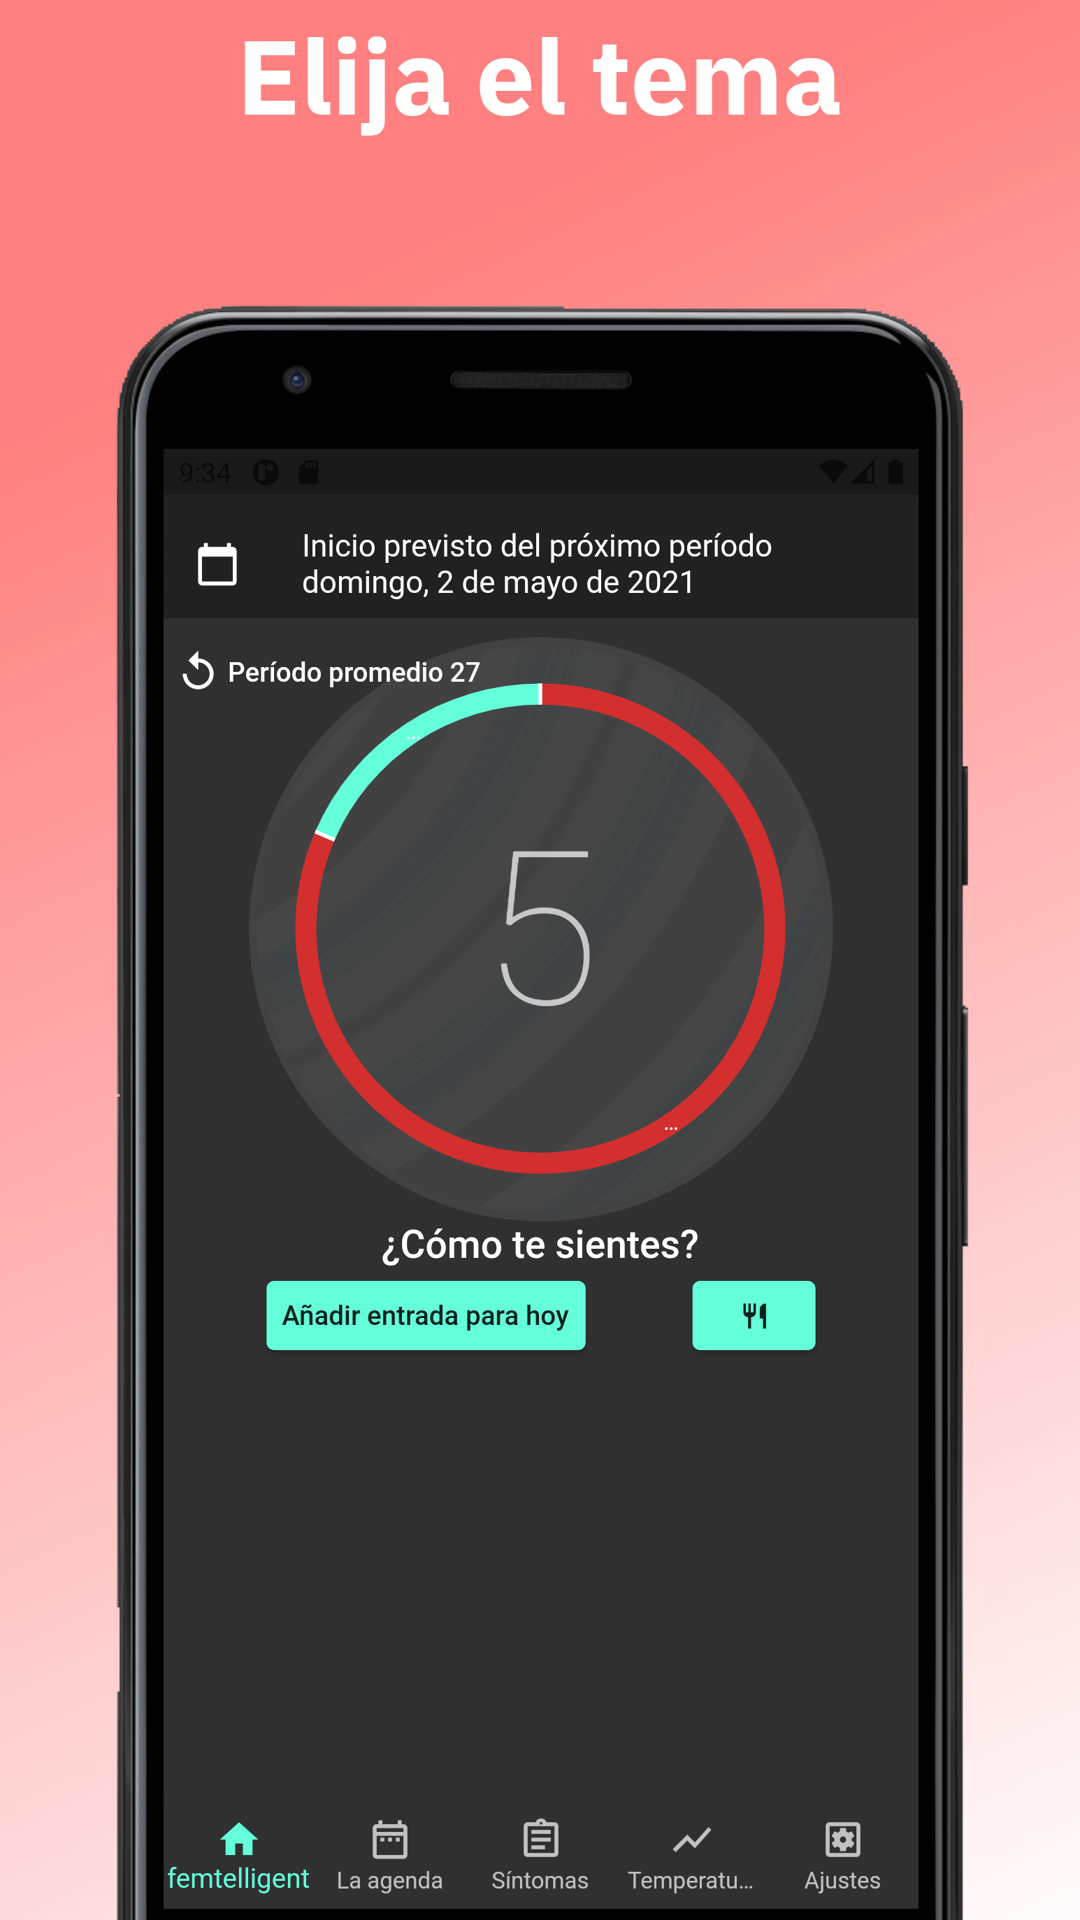 Elija el tema
9:34
Inicio previsto del próximo período
domingo, 2 de mayo de 2021
Período promedio 27
...
5
...
¿Cómo te sientes?
Añadir entrada para hoy
femtelligent
La agenda
Síntomas
Temperatu...
Ajustes